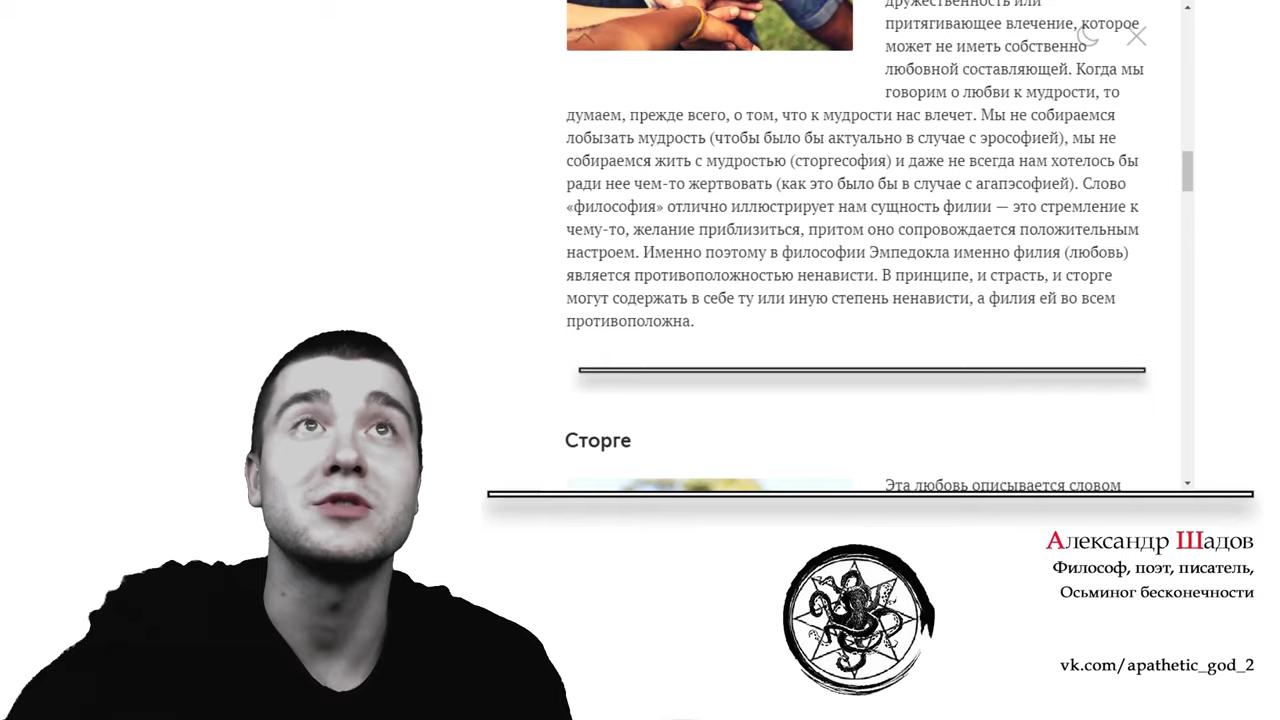 дружественность или
притягивающее влечение, которое
может не иметь собственно
любовной составляющей. Когда мы
говорим о любви к мудрости, то
думаем, прежде всего, о том, что к мудрости нас влечет. Мы не собираемся
лобызать мудрость (чтобы было бы актуально в случае с эрософией), мы не
собираемся жить с мудростью (сторгесофия) и даже не всегда нам хотелось бы
ради нее чем-то жертвовать (как это было бы в случае с агапэсофией). Слово
«философия» отлично иллюстрирует нам сущность филии — это стремление к
чему-то, желание приблизиться, притом оно сопровождается положительным
настроем. Именно поэтому в философии Эмпедокла именно филия (любовь)
является противоположностью ненависти. В принципе, и страсть, и сторге
могут содержать в себе ту или иную степень ненависти, а филия ей во всем
противоположна.
Сторге
Эта любовь описывается словом
Александр Шадов
Философ, поэт, писатель,
Осьминог бесконечности
vk.com/apathetic_god_2